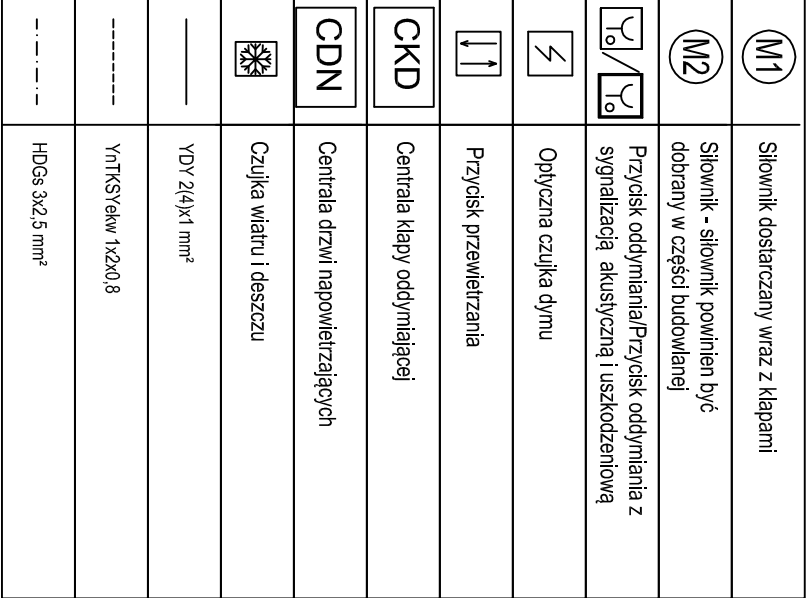 M1
Siłownik dostarczany wraz z klapami
M2
Siłownik - siłownik powinien być
dobrany w części budowlanej
Przycisk oddymiania/Przycisk oddymiania z
sygnalizacją akustyczną i uszkodzeniową
Optyczna czujka dymu
Przycisk przewietrzania
CKD
Centrala klapy oddymiającej
CDN
Centrala drzwi napowietrzających
Czujka wiatru i deszczu
YDY 2(4)x1 mm²
YnTKSYekw 1x2x0,8
HDGs 3x2,5 mm²